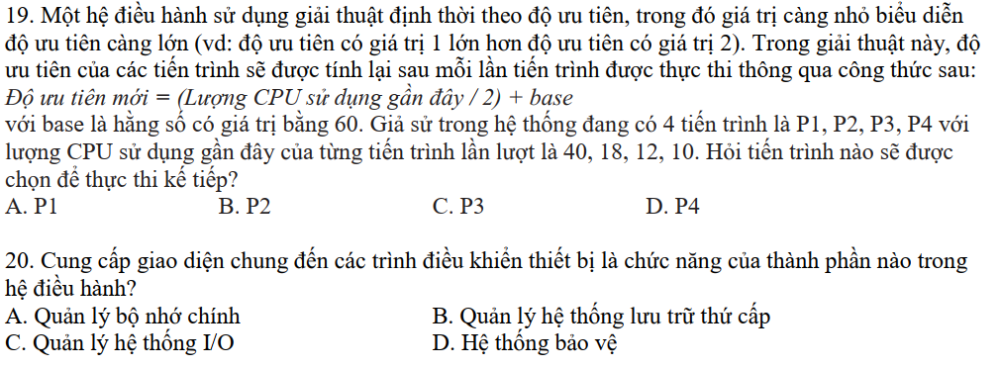 19. Một hệ điều hành sử dụng giải thuật định thời theo độ ưu tiên, trong đó giá trị càng nhỏ biểu diễn
độ ưu tiên càng lớn (vd: độ ưu tiên có giá trị 1 lớn hơn độ ưu tiên có giá trị 2). Trong giải thuật này, độ
ưu tiên của các tiến trình sẽ được tính lại sau mỗi lần tiến trình được thực thi thông qua công thức sau:
Độ ưu tiên mới = (Lượng CPU sử dụng gần đây / 2) + base
với base là hằng số có giá trị bằng 60. Giả sử trong hệ thống đang có 4 tiến trình là P1, P2, P3, P4 với
lượng CPU sử dụng gần đây của từng tiến trình lần lượt là 40, 18, 12, 10. Hỏi tiến trình nào sẽ được
chọn để thực thi kế tiếp?
A. P1 B. P2 C. P3 D. P4
20. Cung cấp giao diện chung đến các trình điều khiển thiết bị là chức năng của thành phần nào trong
hệ điều hành?
A. Quản lý bộ nhớ chính B. Quản lý hệ thống lưu trữ thứ cấp
C. Quản lý hệ thống I/O D. Hệ thống bảo vệ